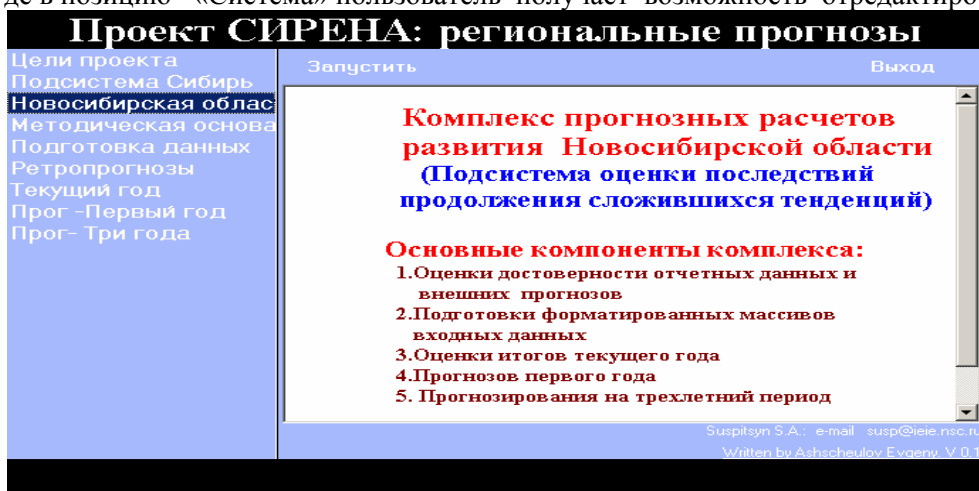 де в позицию «Система» пользователь получает возможность отредактиро
Проект СИРЕНА: региональные прогнозы
Цели проекта
Подсистема Сибирь
Новосибирская облас
Методическая основа
Подготовка данных
Ретропрогнозы
Текущий год
Прог -Первый год
Прог- Три года
Запустить
Выход
Комплекс прогнозных расчетов
развития Новосибирской области
(Подсистема оценки последствий
продолжения сложившихся тенденций)
Основные компоненты комплекса:
1.Оценки достоверности отчетных данных и
внешних прогнозов
2.Подготовки форматированных массивов
входных данных
3.Оценки итогов текущего года
4.Прогнозов первого года
5. Прогнозирования на трехлетний период
Suspitsyn S.A.: e-mail susp@ieie.nsc.ru
Written by Ashscheulov Evgeny. V 0.1